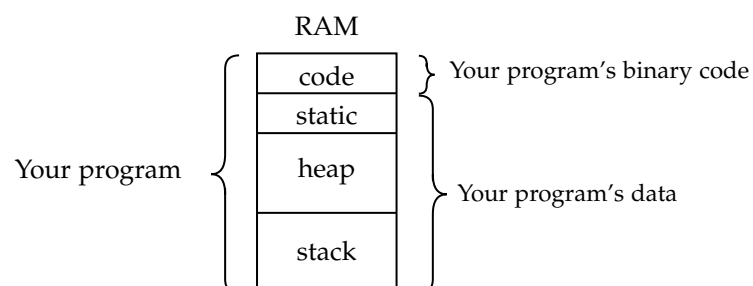 RAM
code
Your program's binary code
static
Your program
heap
Your program's data
stack